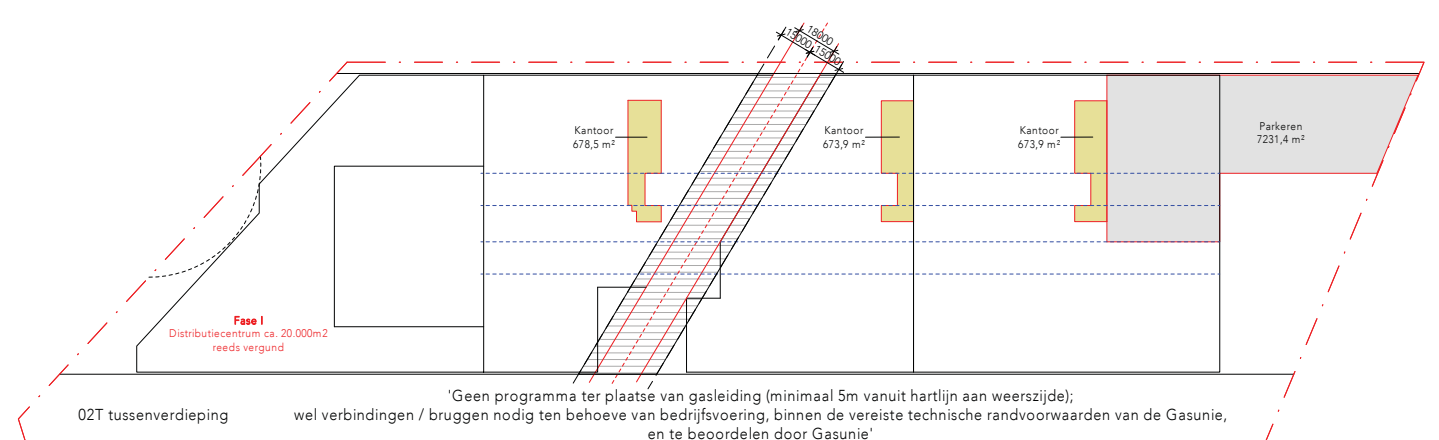 18000
15000
15000
Kantoor
678,5 m²
Kantoor
673,9 m²
Kantoor
673,9 m²
Parkeren
7231,4 m²
Fase I
Distributiecentrum ca. 20.000m2
reeds vergund
02T tussenverdieping
'Geen programma ter plaatse van gasleiding (minimaal 5m vanuit hartlijn aan weerszijde);
wel verbindingen / bruggen nodig ten behoeve van bedrijfsvoering, binnen de vereiste technische randvoorwaarden van de Gasunie,
en te beoordelen door Gasunie'